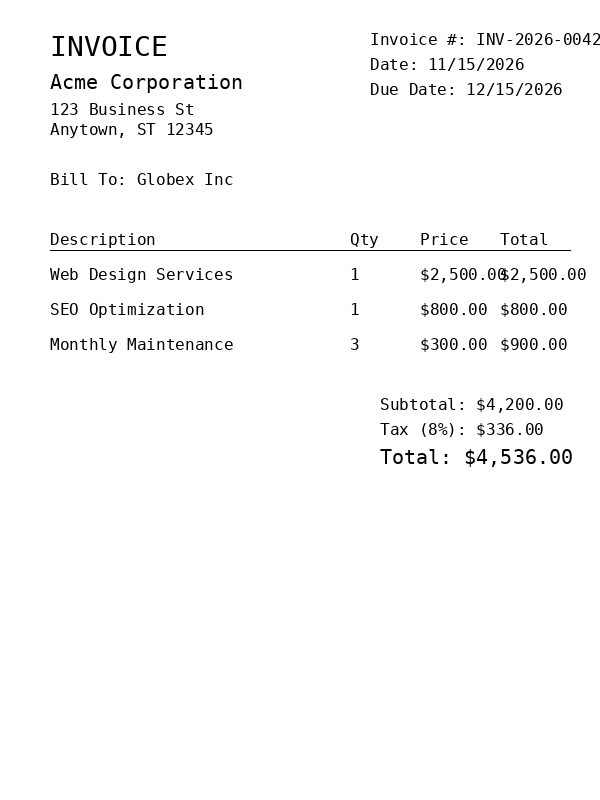 INVOICE
Invoice #: INV-2026-0042
Acme Corporation
Date: 11/15/2026
Due Date: 12/15/2026
123 Business St
Anytown, ST 12345
Bill To: Globex Inc
Description Qty Price Total
Web Design Services 1 $2,500.00 $2,500.00
SEO Optimization 1 $800.00 $800.00
Monthly Maintenance 3 $300.00 $900.00
Subtotal: $4,200.00
Tax (8%): $336.00
Total: $4,536.00